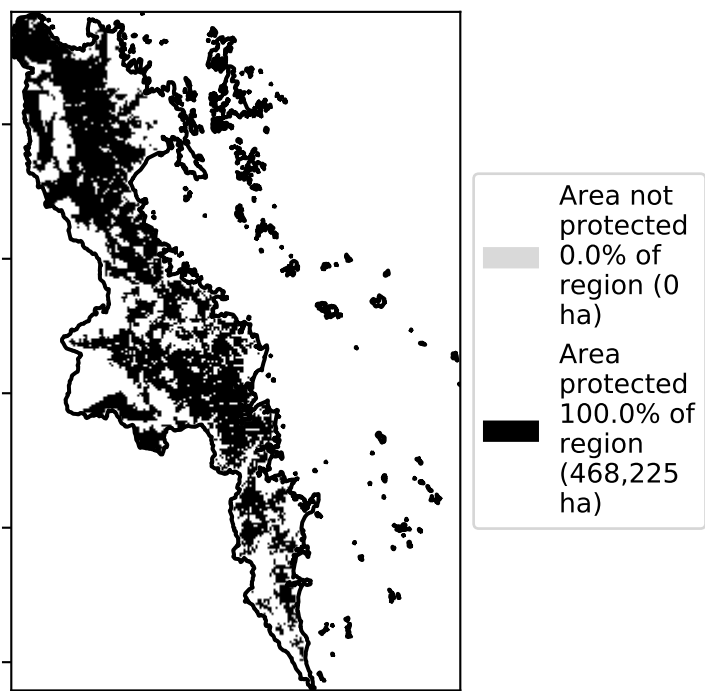 Area not
protected
0.0% of
region (0
ha)
Area
protected
100.0% of
region
(468,225
ha)